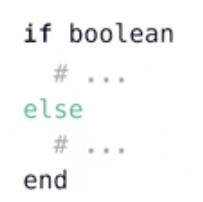 if boolean
  # ...
else
  # ...
end